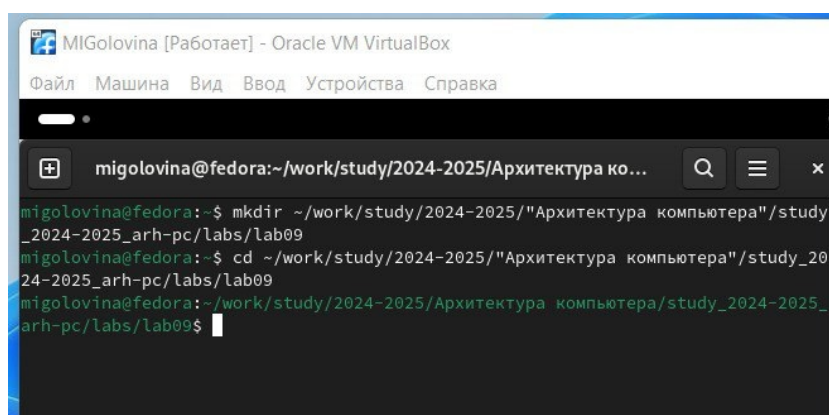 MIGolovina [Работает] - Oracle VM VirtualBox
Файл Машина Вид Ввод Устройства Справка
migolovina@fedora:~/work/study/2024-2025/Архитектура ко...
migolovina@fedora:~$ mkdir ~/work/study/2024-2025/"Архитектура компьютера"/study
_2024-2025_arh-pc/labs/lab09
migolovina@fedora:~$ cd ~/work/study/2024-2025/"Архитектура компьютера"/study_20
24-2025_arh-pc/labs/lab09
migolovina@fedora:~/work/study/2024-2025/Архитектура компьютера/study_2024-2025_
arh-pc/labs/lab09$